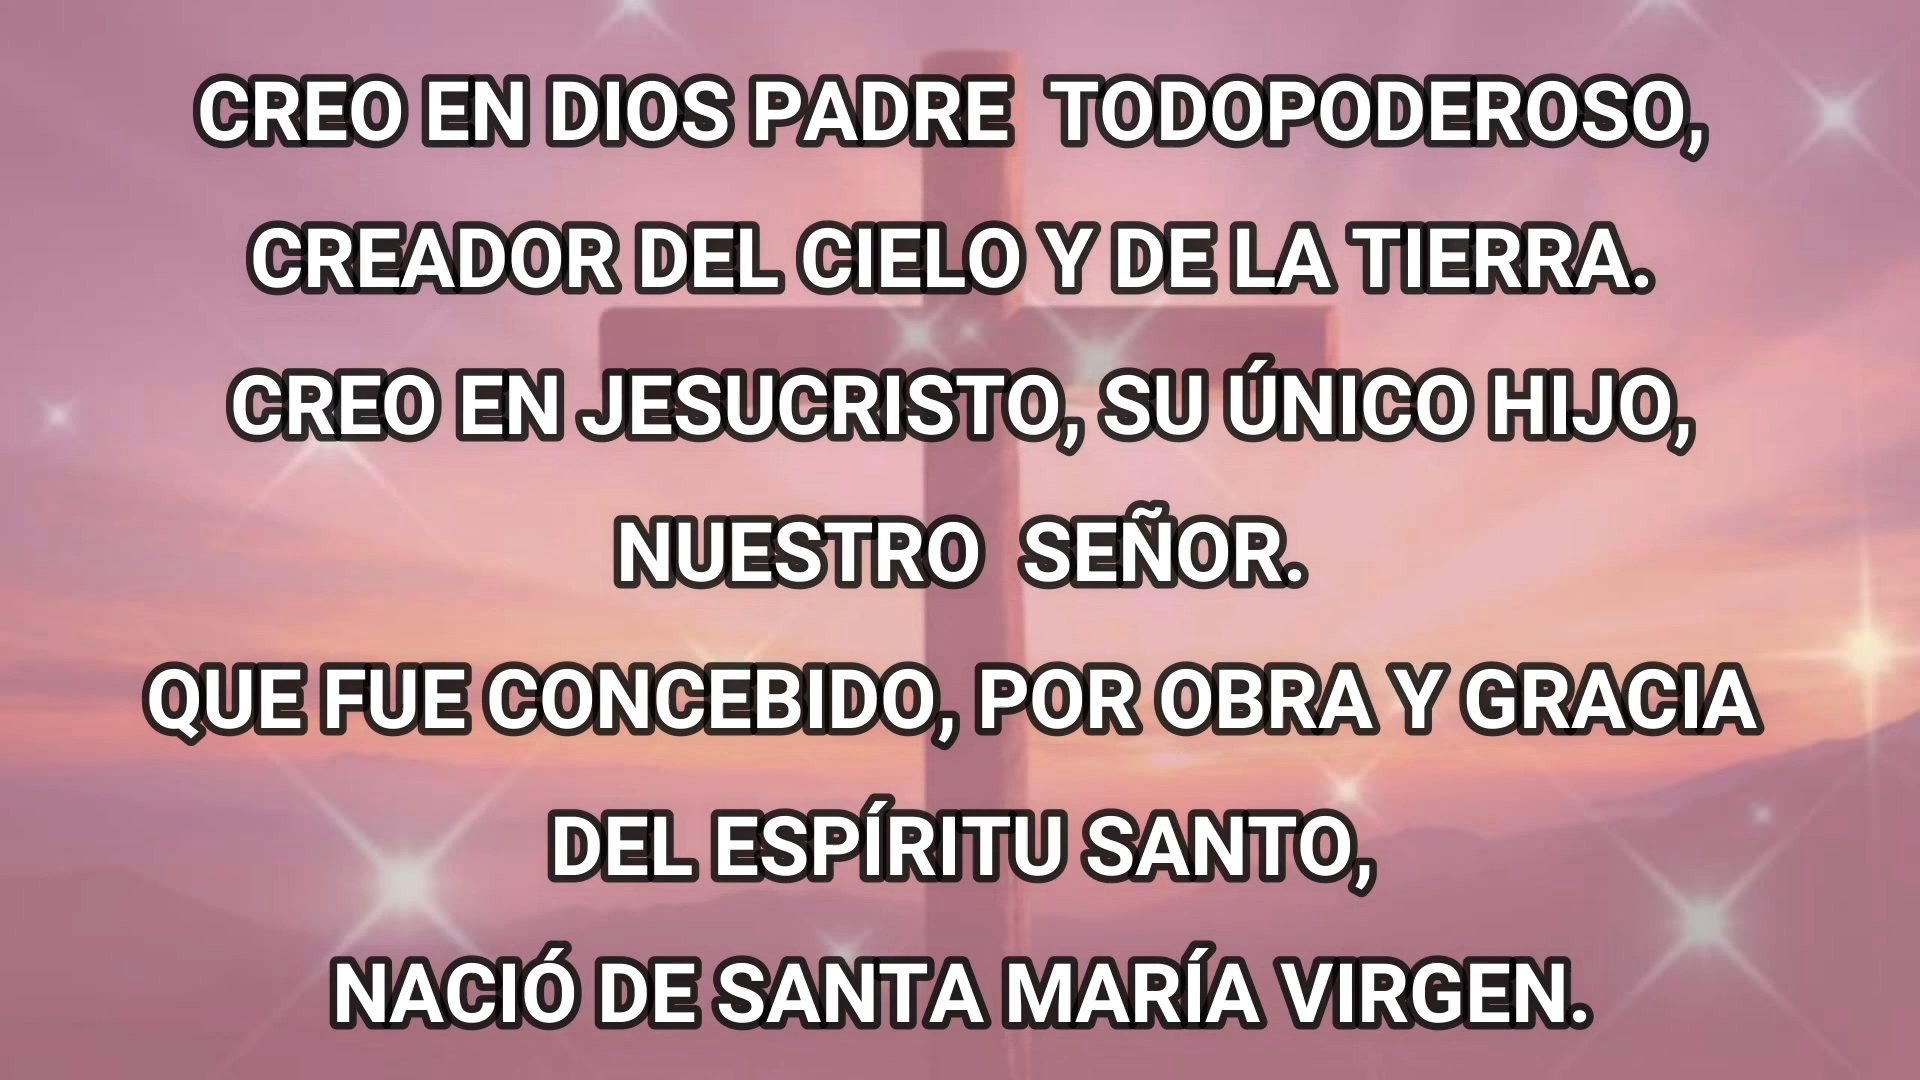 CREO EN DIOS PADRE TODOPODEROSO,
CREADOR DEL CIELO Y DE LA TIERRA.
CREO EN JESUCRISTO, SU ÚNICO HIJO,
NUESTRO SEÑOR.
QUE FUE CONCEBIDO, POR OBRA Y GRACIA
DEL ESPÍRITU SANTO,
NACIÓ DE SANTA MARÍA VIRGEN.